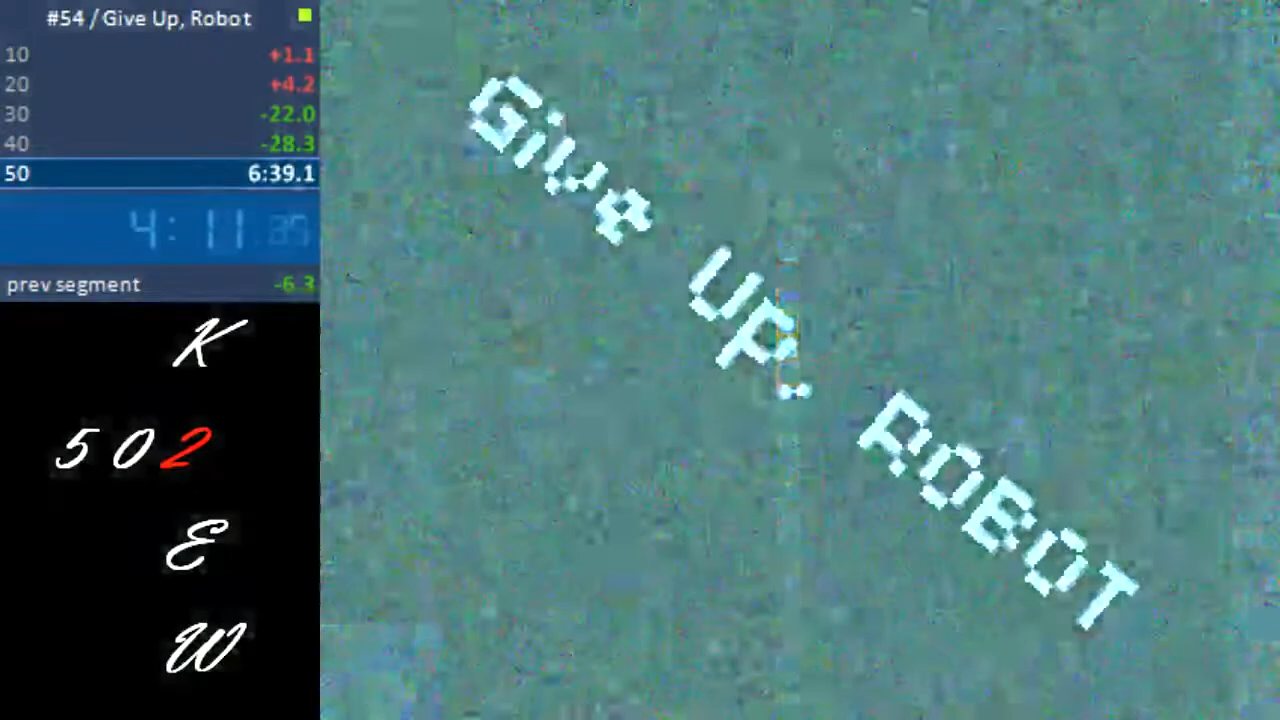 #54 / Give Up, Robot
10 +1.1
20 +4.2
30 -22.0
40 -28.3
50 6:39.1
4:11.39
prev segment -6.3
K
502
E
W
Give UP, ROBOT